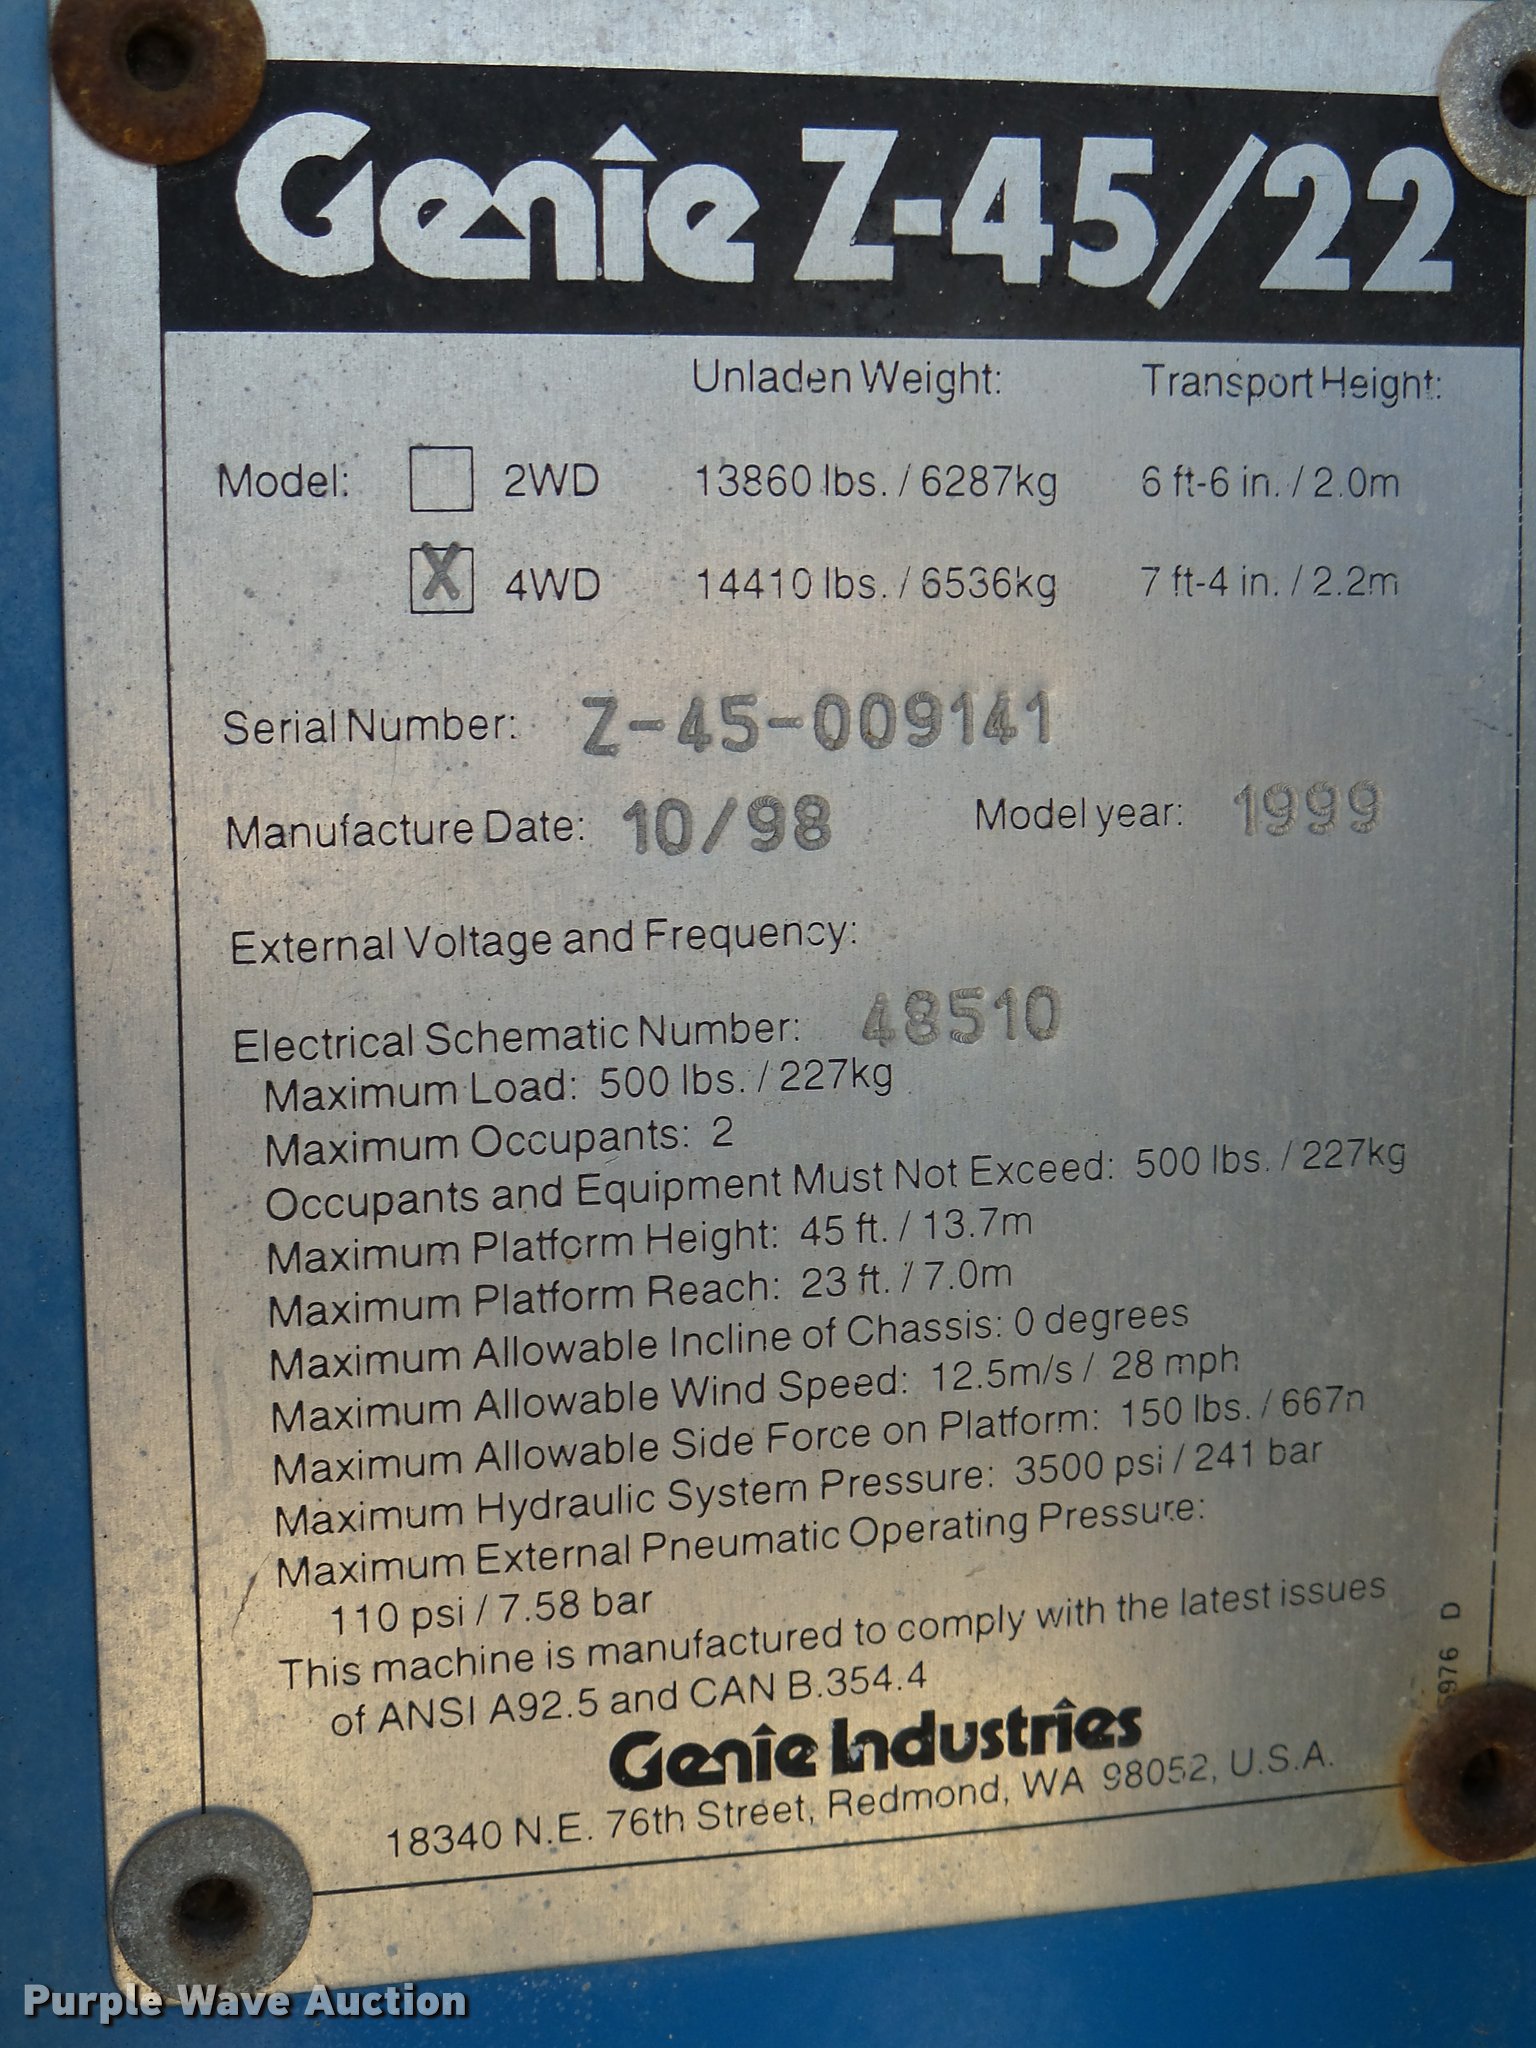 Genie Z-45/22
Unladen Weight: Transport Height:
Model: 2WD 13860 lbs. / 6287kg 6 ft-6 in. / 2.0m
X 4WD 14410 lbs. / 6536kg 7 ft-4 in. / 2.2m
Serial Number: Z-45-009141
Manufacture Date: 10/98 Model year: 1999
External Voltage and Frequency:
Electrical Schematic Number: 48510
Maximum Load: 500 lbs. / 227kg
Maximum Occupants: 2
Occupants and Equipment Must Not Exceed: 500 lbs. / 227kg
Maximum Platform Height: 45 ft. / 13.7m
Maximum Platform Reach: 23 ft. / 7.0m
Maximum Allowable Incline of Chassis: 0 degrees
Maximum Allowable Wind Speed: 12.5m/s / 28 mph
Maximum Allowable Side Force on Platform: 150 lbs. / 667n
Maximum Hydraulic System Pressure: 3500 psi / 241 bar
Maximum External Pneumatic Operating Pressure:
110 psi / 7.58 bar
This machine is manufactured to comply with the latest issues
of ANSI A92.5 and CAN B.354.4
Genie Industries
18340 N.E. 76th Street, Redmond, WA 98052, U.S.A.
D
Purple Wave Auction